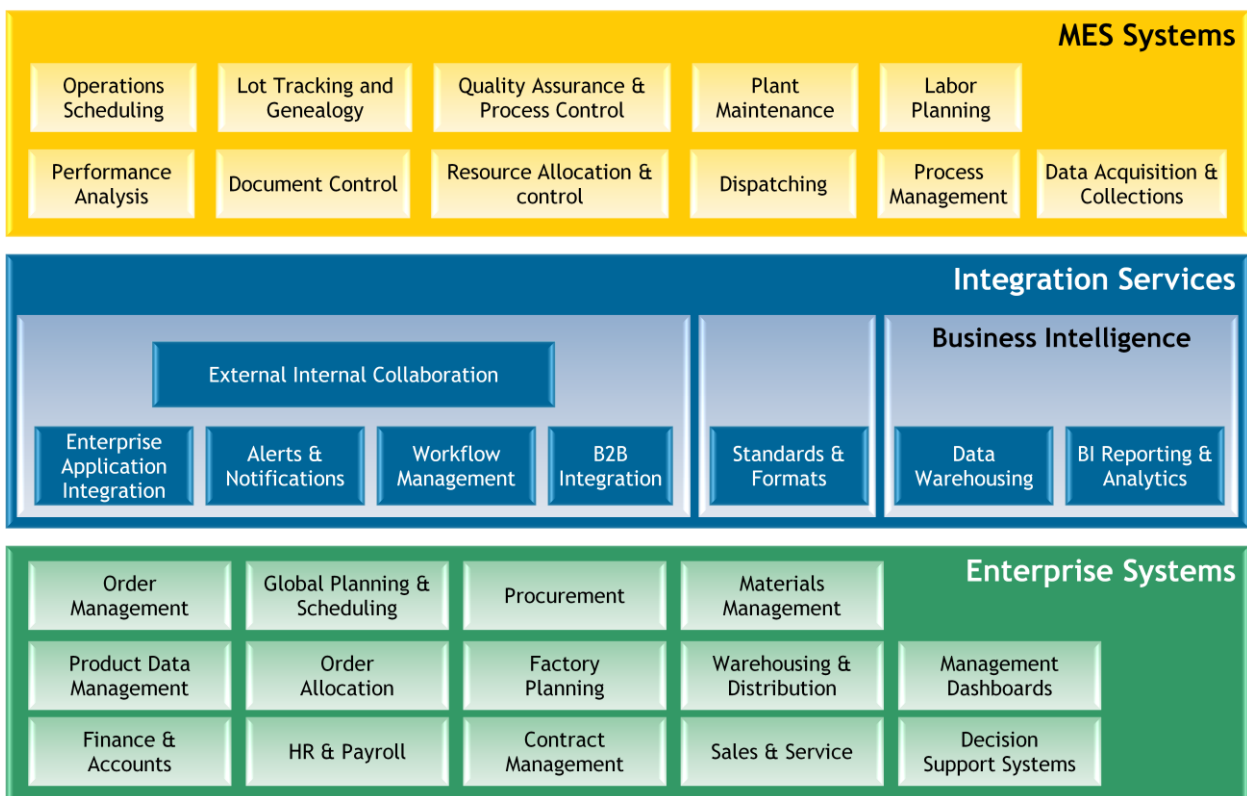 MES Systems
Operations
Scheduling
Lot Tracking and
Genealogy
Quality Assurance &
Process Control
Plant
Maintenance
Labor
Planning
Performance
Analysis
Document Control
Resource Allocation &
control
Dispatching
Process
Management
Data Acquisition &
Collections
Integration Services
External Internal Collaboration
Enterprise
Application
Integration
Alerts &
Notifications
Workflow
Management
B2B
Integration
Standards &
Formats
Business Intelligence
Data
Warehousing
BI Reporting &
Analytics
Enterprise Systems
Order
Management
Global Planning &
Scheduling
Procurement
Materials
Management
Product Data
Management
Order
Allocation
Factory
Planning
Warehousing &
Distribution
Management
Dashboards
Finance &
Accounts
HR & Payroll
Contract
Management
Sales & Service
Decision
Support Systems